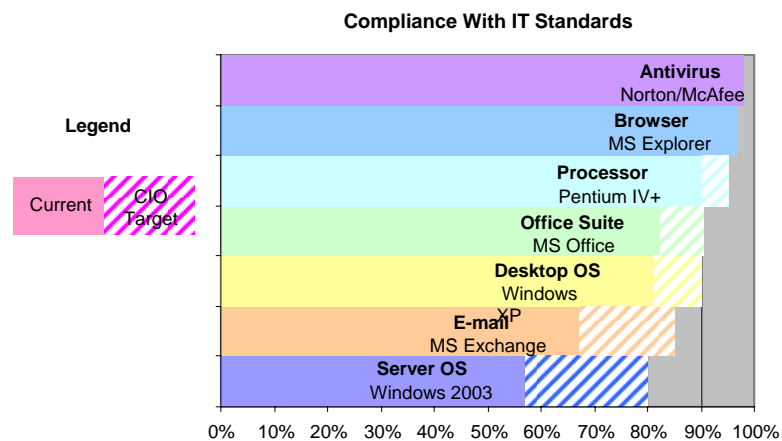 Compliance With IT Standards
Legend
Current
CIO
Target
Antivirus
Norton/McAfee
Browser
MS Explorer
Processor
Pentium IV+
Office Suite
MS Office
Desktop OS
Windows
XP
E-mail
MS Exchange
Server OS
Windows 2003
0% 10% 20% 30% 40% 50% 60% 70% 80% 90% 100%